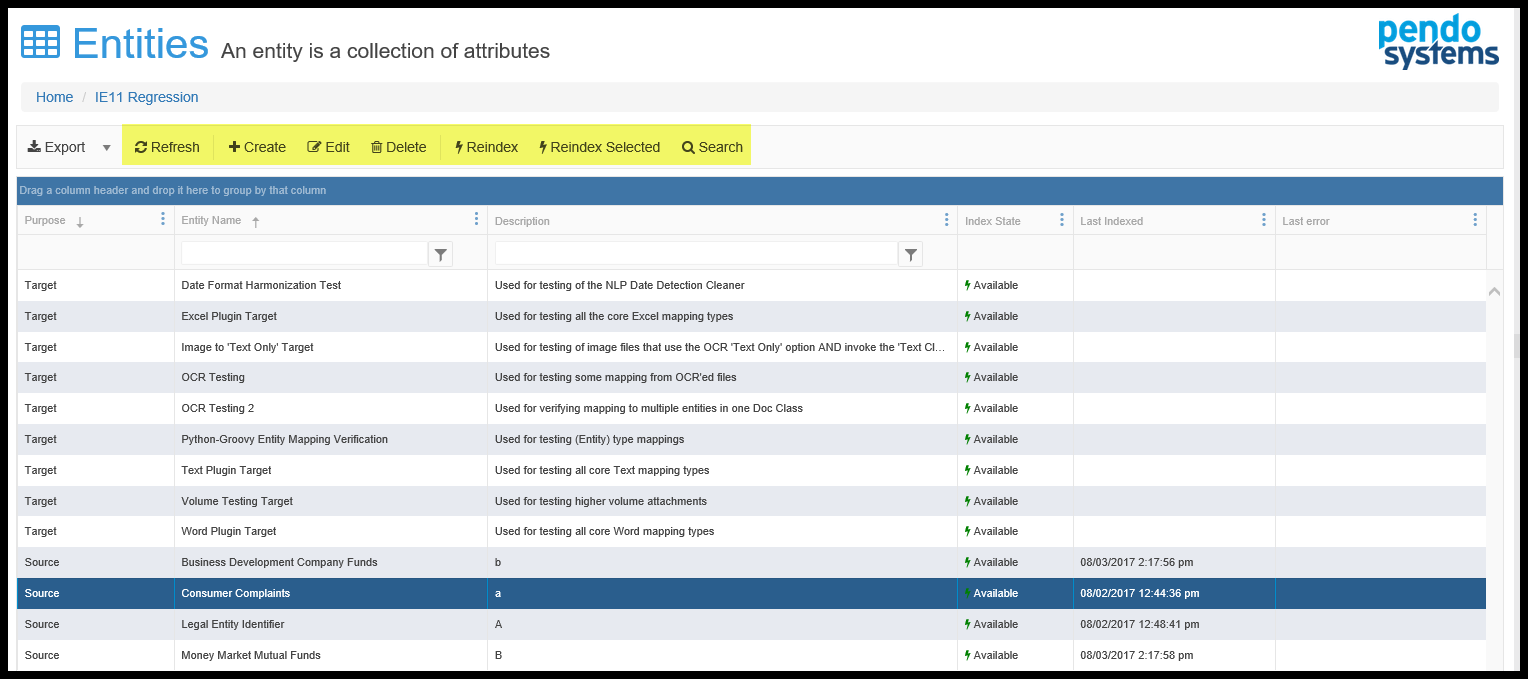 Entities An entity is a collection of attributes
pendo
systems
Home / IE11 Regression
Export Refresh Create Edit Delete Reindex Reindex Selected Search
Drag a column header and drop it here to group by that column
Purpose Entity Name Description Index State Last Indexed Last error
Target Date Format Harmonization Test Used for testing of the NLP Date Detection Cleaner Available
Target Excel Plugin Target Used for testing all the core Excel mapping types Available
Target Image to 'Text Only' Target Used for testing of image files that use the OCR 'Text Only' option AND invoke the 'Text Cl... Available
Target OCR Testing Used for testing some mapping from OCR'ed files Available
Target OCR Testing 2 Used for verifying mapping to multiple entities in one Doc Class Available
Target Python-Groovy Entity Mapping Verification Used for testing (Entity) type mappings Available
Target Text Plugin Target Used for testing all core Text mapping types Available
Target Volume Testing Target Used for testing higher volume attachments Available
Target Word Plugin Target Used for testing all core Word mapping types Available
Source Business Development Company Funds b Available 08/03/2017 2:17:56 pm
Source Consumer Complaints a Available 08/02/2017 12:44:36 pm
Source Legal Entity Identifier A Available 08/02/2017 12:48:41 pm
Source Money Market Mutual Funds B Available 08/03/2017 2:17:58 pm